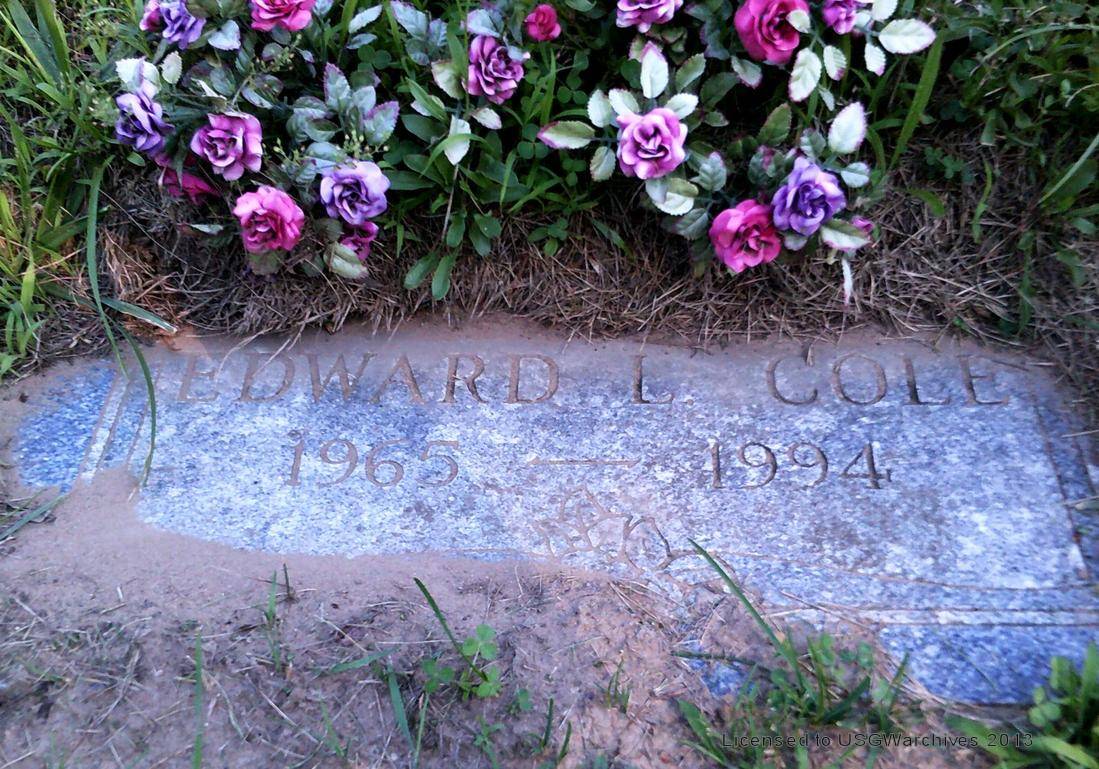 EDWARD L. COLE
1965 — 1994
Licensed to USGWarchives 2013